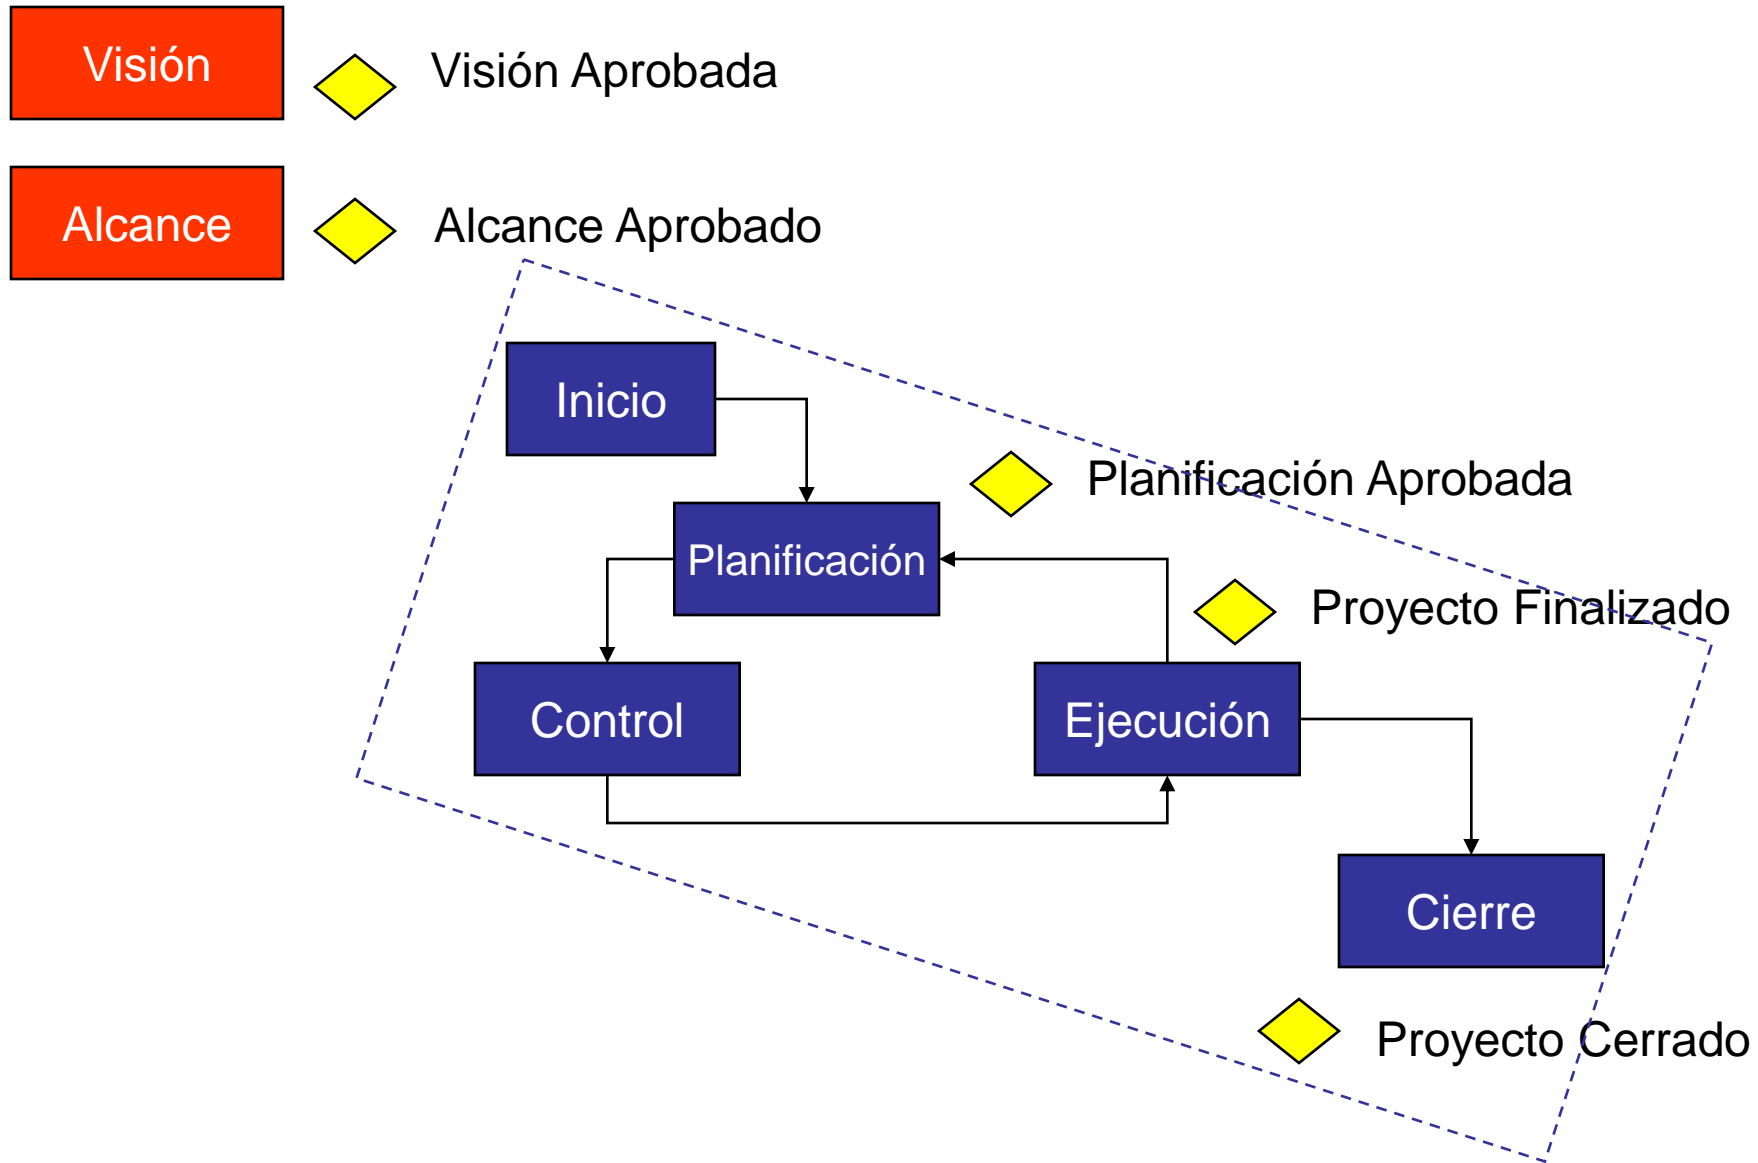 Visión
Visión Aprobada
Alcance
Alcance Aprobado
Inicio
Planificación Aprobada
Planificación
Proyecto Finalizado
Control
Ejecución
Cierre
Proyecto Cerrado